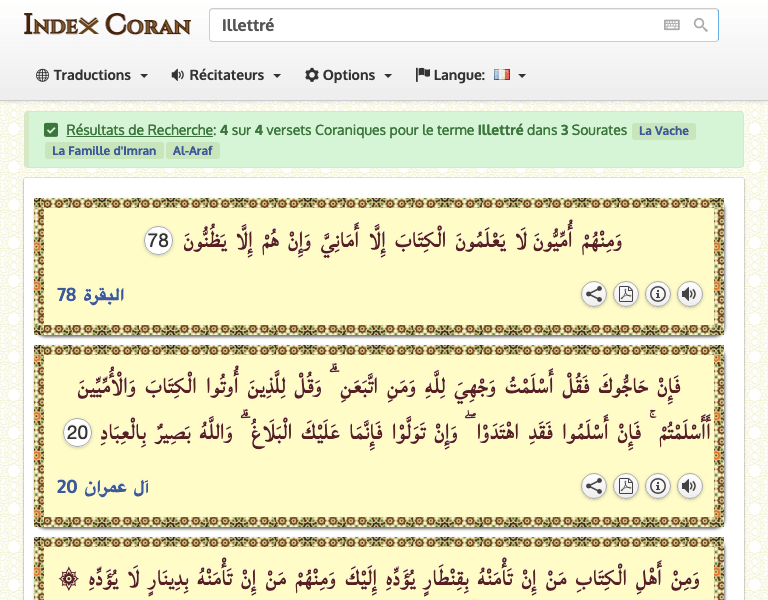 INDEX CORAN
Illettré
Traductions Récitateurs Options Langue:
Résultats de Recherche: 4 sur 4 versets Coraniques pour le terme Illettré dans 3 Sourates La Vache
La Famille d'Imran Al-Araf
وَمِنْهُمْ أُمِّيُّونَ لَا يَعْلَمُونَ الْكِتَابَ إِلَّا أَمَانِيَّ وَإِنْ هُمْ إِلَّا يَظُنُّونَ 78
البقرة 78
فَإِنْ حَاجُّوكَ فَقُلْ أَسْلَمْتُ وَجْهِيَ لِلَّهِ وَمَنِ اتَّبَعَنِ ۗ وَقُلْ لِلَّذِينَ أُوتُوا الْكِتَابَ وَالْأُمِّيِّينَ
أَأَسْلَمْتُمْ ۚ فَإِنْ أَسْلَمُوا فَقَدِ اهْتَدَوْا ۖ وَإِنْ تَوَلَّوْا فَإِنَّمَا عَلَيْكَ الْبَلَاغُ ۗ وَاللَّهُ بَصِيرٌ بِالْعِبَادِ 20
آل عمران 20
وَمِنْ أَهْلِ الْكِتَابِ مَنْ إِنْ تَأْمَنْهُ بِقِنْطَارٍ يُؤَدِّهِ إِلَيْكَ وَمِنْهُمْ مَنْ إِنْ تَأْمَنْهُ بِدِينَارٍ لَا يُؤَدِّهِ ۞